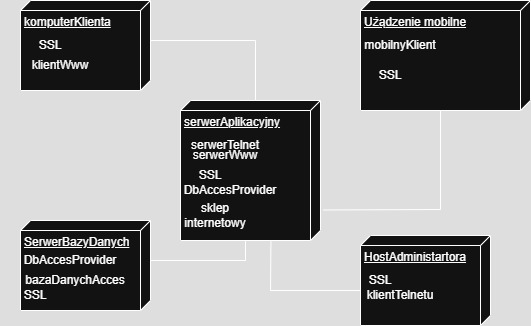 komputerKlienta
SSL
klientWww
Użądzenie mobilne
mobilnyKlient
SSL
serwerAplikacyjny
serwerTelnet
serwerWww
SSL
DbAccesProvider
sklep
internetowy
SerwerBazyDanych
DbAccesProvider
bazaDanychAcces
SSL
HostAdministartora
SSL
klientTelnetu